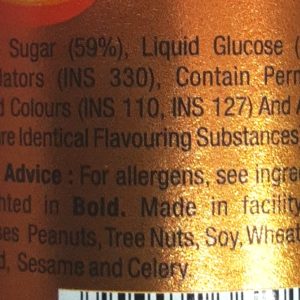 Sugar (59%), Liquid Glucose (
lators (INS 330), Contain Perm
d Colours (INS 110, INS 127) And
re Identical Flavouring Substances
Advice : For allergens, see ingre
nted in Bold. Made in facility
ses Peanuts, Tree Nuts, Soy, Wheat
d, Sesame and Celery